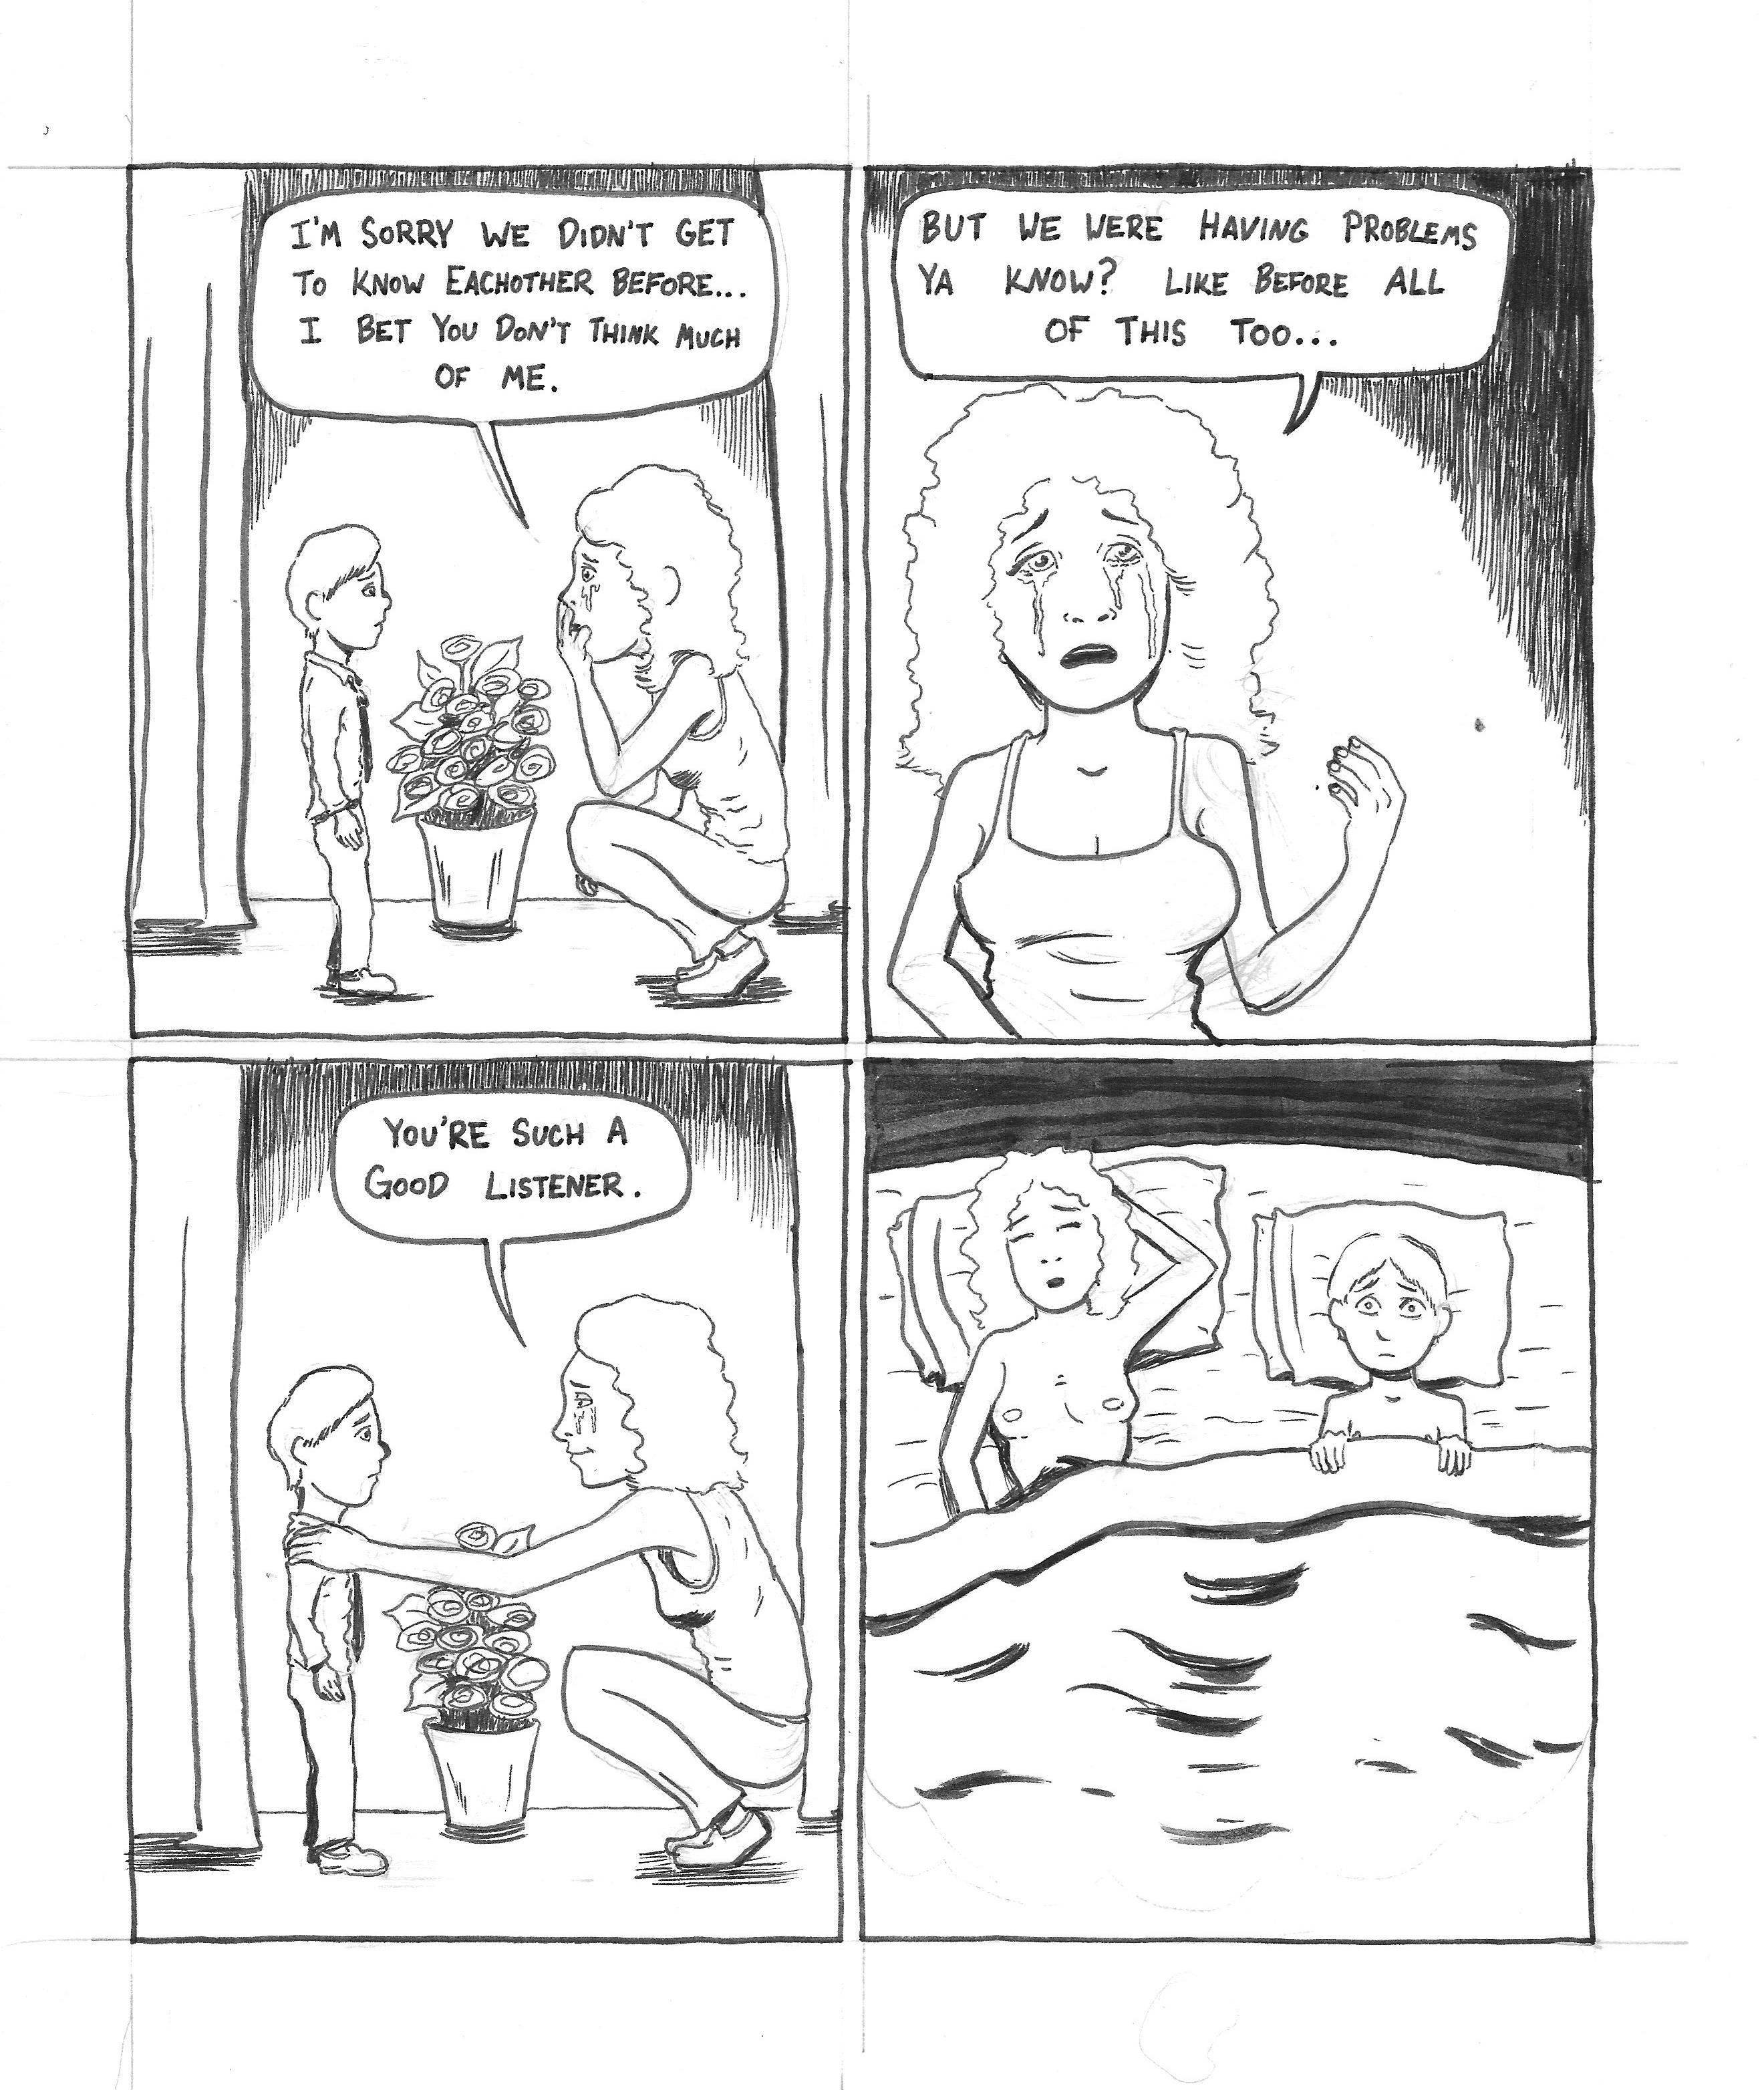 I'M SORRY WE DIDN'T GET
TO KNOW EACHOTHER BEFORE...
I BET YOU DON'T THINK MUCH
OF ME.
BUT WE WERE HAVING PROBLEMS
YA KNOW? LIKE BEFORE ALL
OF THIS TOO...
YOU'RE SUCH A
GOOD LISTENER.